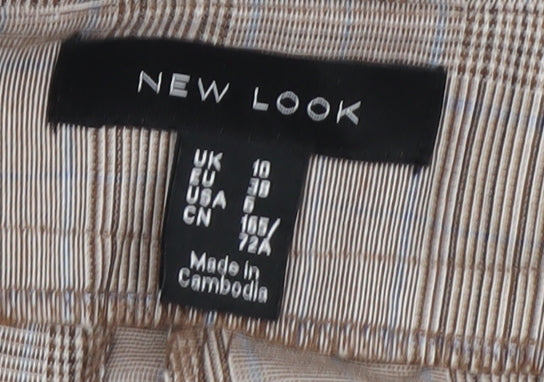 NEW LOOK
UK 10
EU 38
USA 6
CN 165/
72A
Made in
Cambodia